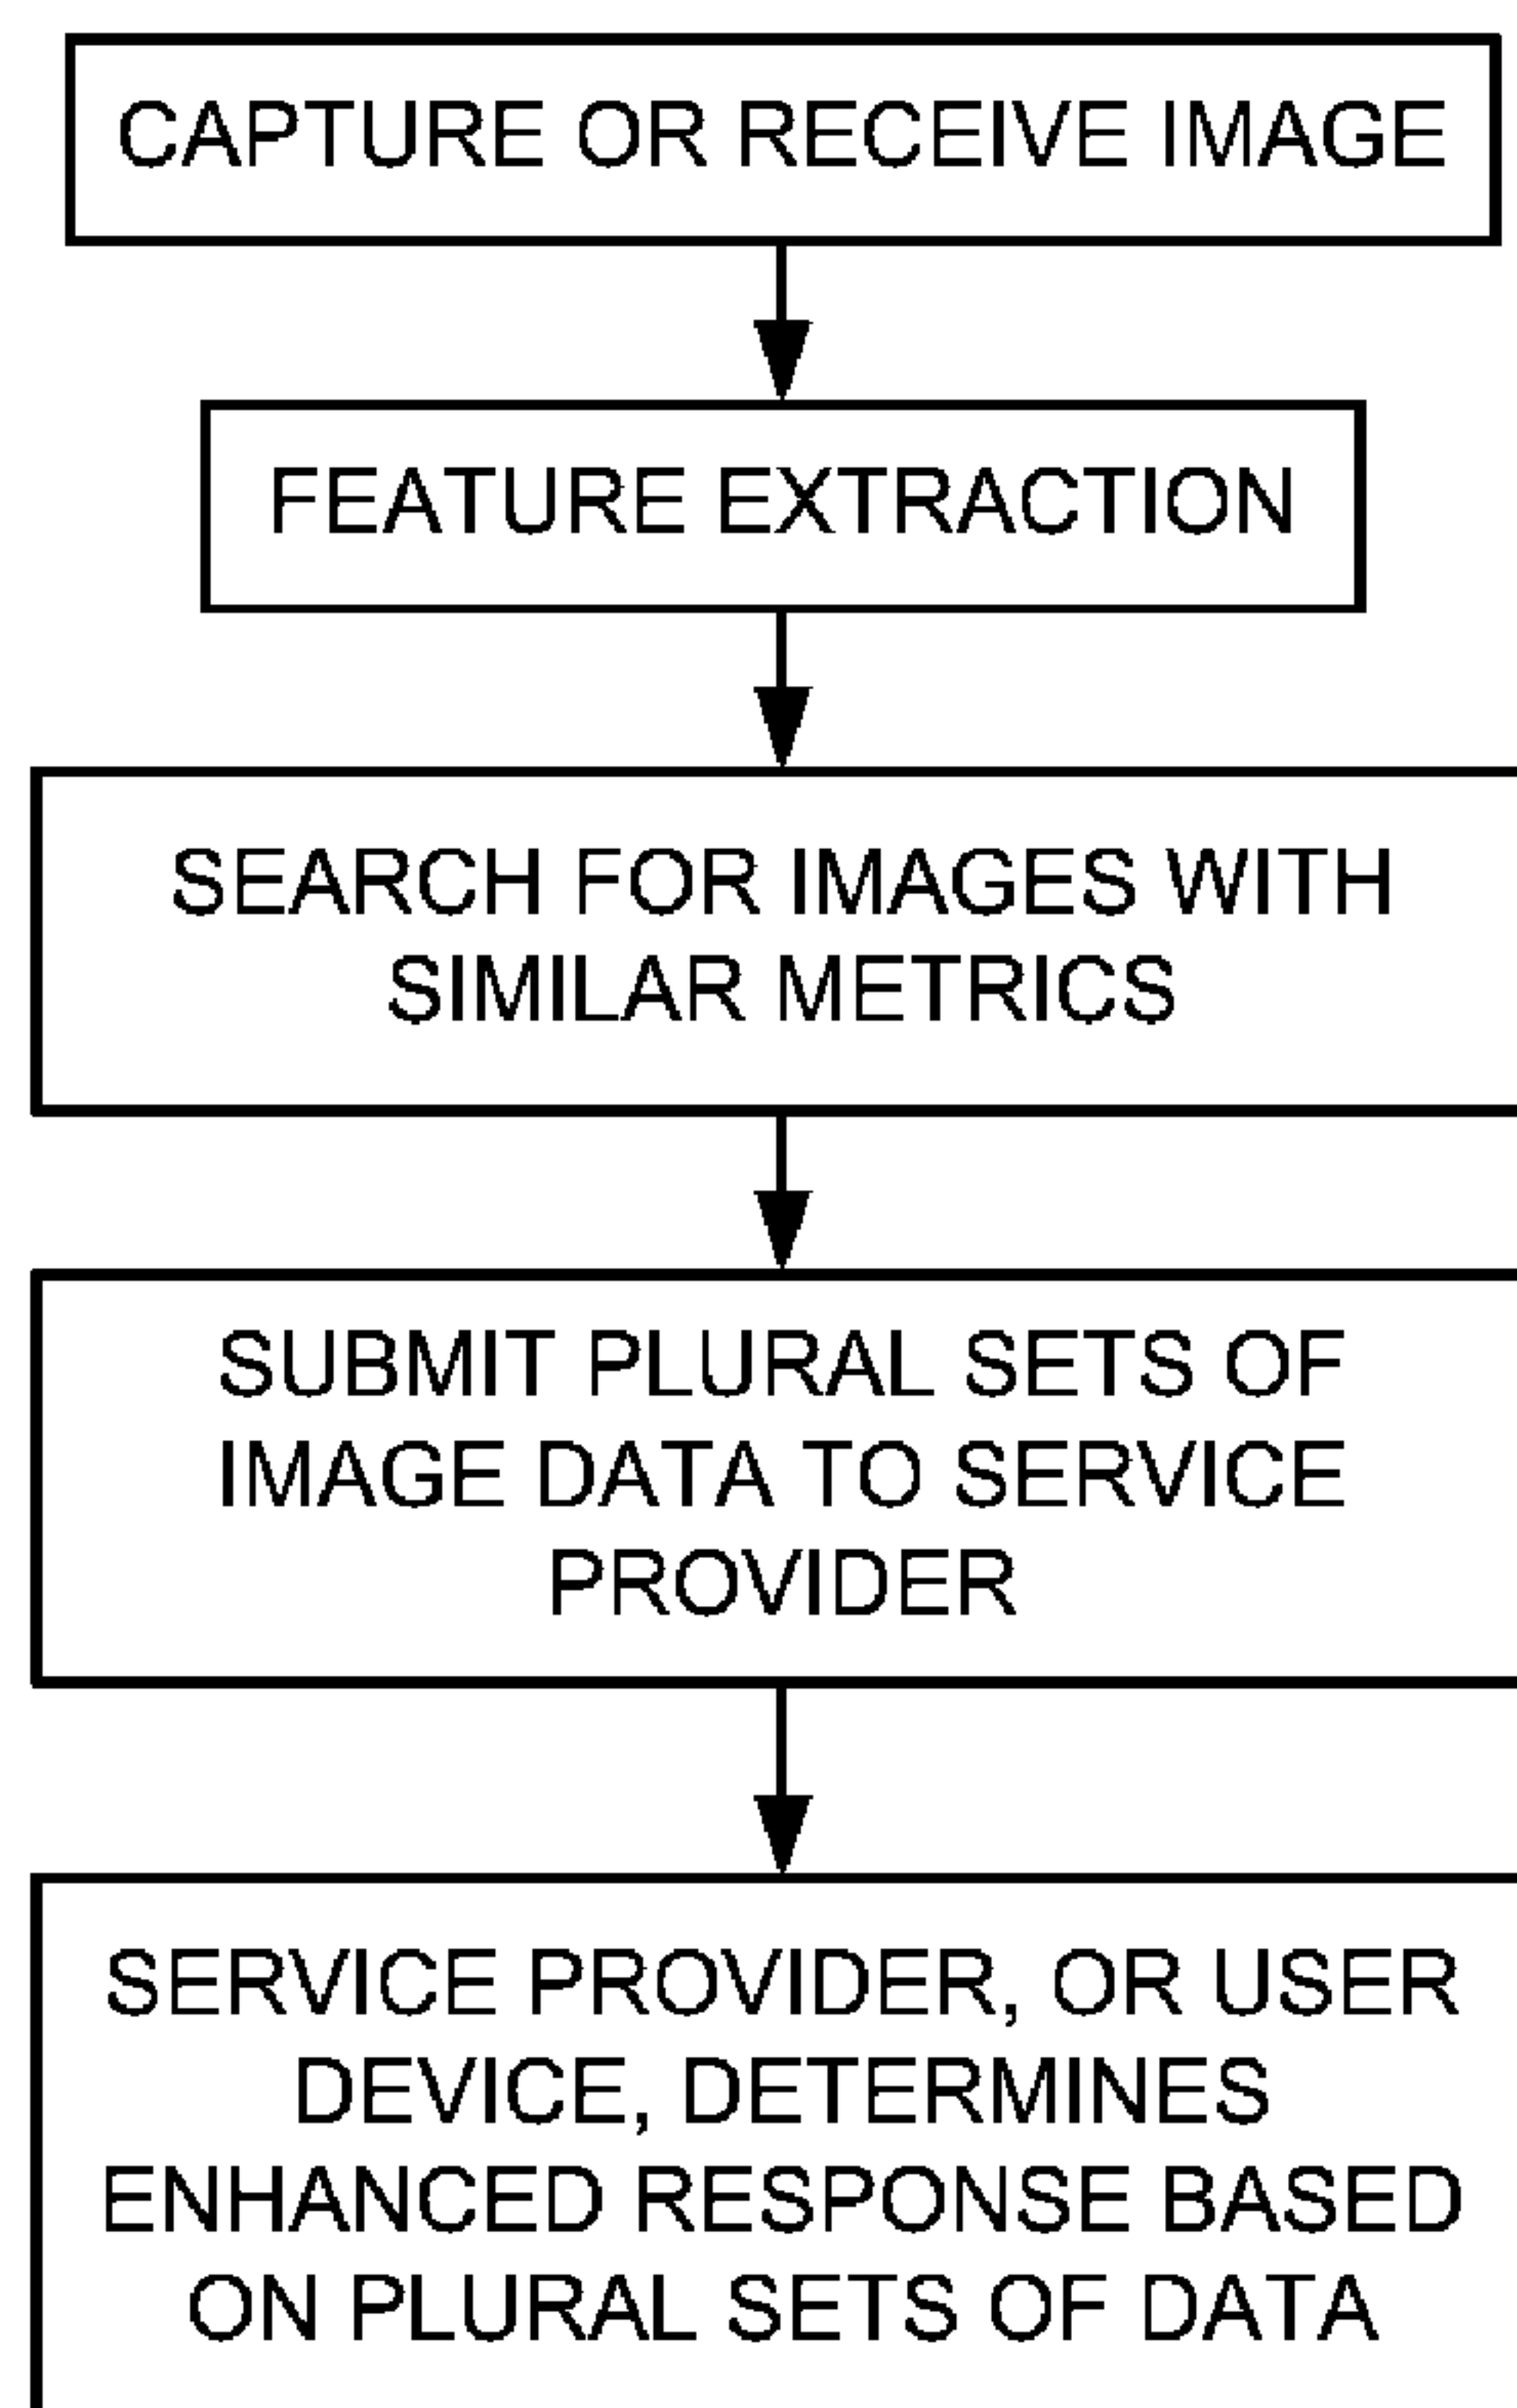 CAPTURE OR RECEIVE IMAGE
FEATURE EXTRACTION
SEARCH FOR IMAGES WITH
SIMILAR METRICS
SUBMIT PLURAL SETS OF
IMAGE DATA TO SERVICE
PROVIDER
SERVICE PROVIDER, OR USER
DEVICE, DETERMINES
ENHANCED RESPONSE BASED
ON PLURAL SETS OF DATA